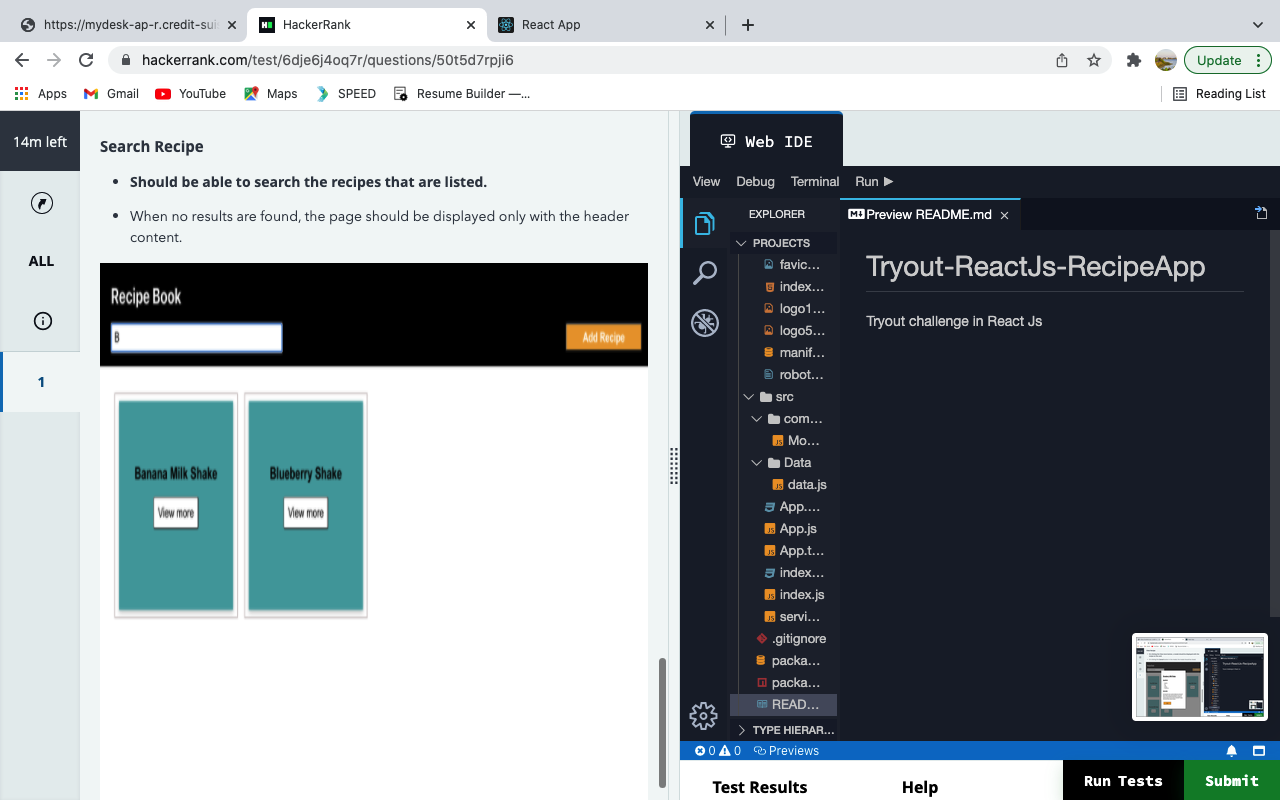 https://mydesk-ap-r.credit-sui
HackerRank
React App
hackerrank.com/test/6dje6j4oq7r/questions/50t5d7rpji6
Update
Apps
Gmail
YouTube
Maps
SPEED
Resume Builder —...
Reading List
14m left
ALL
1
Search Recipe
Should be able to search the recipes that are listed.
When no results are found, the page should be displayed only with the header
content.
Recipe Book
B
Add Recipe
Banana Milk Shake
View more
Blueberry Shake
View more
Web IDE
View Debug Terminal Run
EXPLORER
PROJECTS
favic...
index...
logo1...
logo5...
manif...
robot...
src
com...
Mo...
Data
data.js
App....
App.js
App.t...
index...
index.js
servi...
.gitignore
packa...
packa...
READ...
TYPE HIERAR...
Preview README.md
Tryout-ReactJs-RecipeApp
Tryout challenge in React Js
0 0 Previews
Test Results
Help
Run Tests
Submit